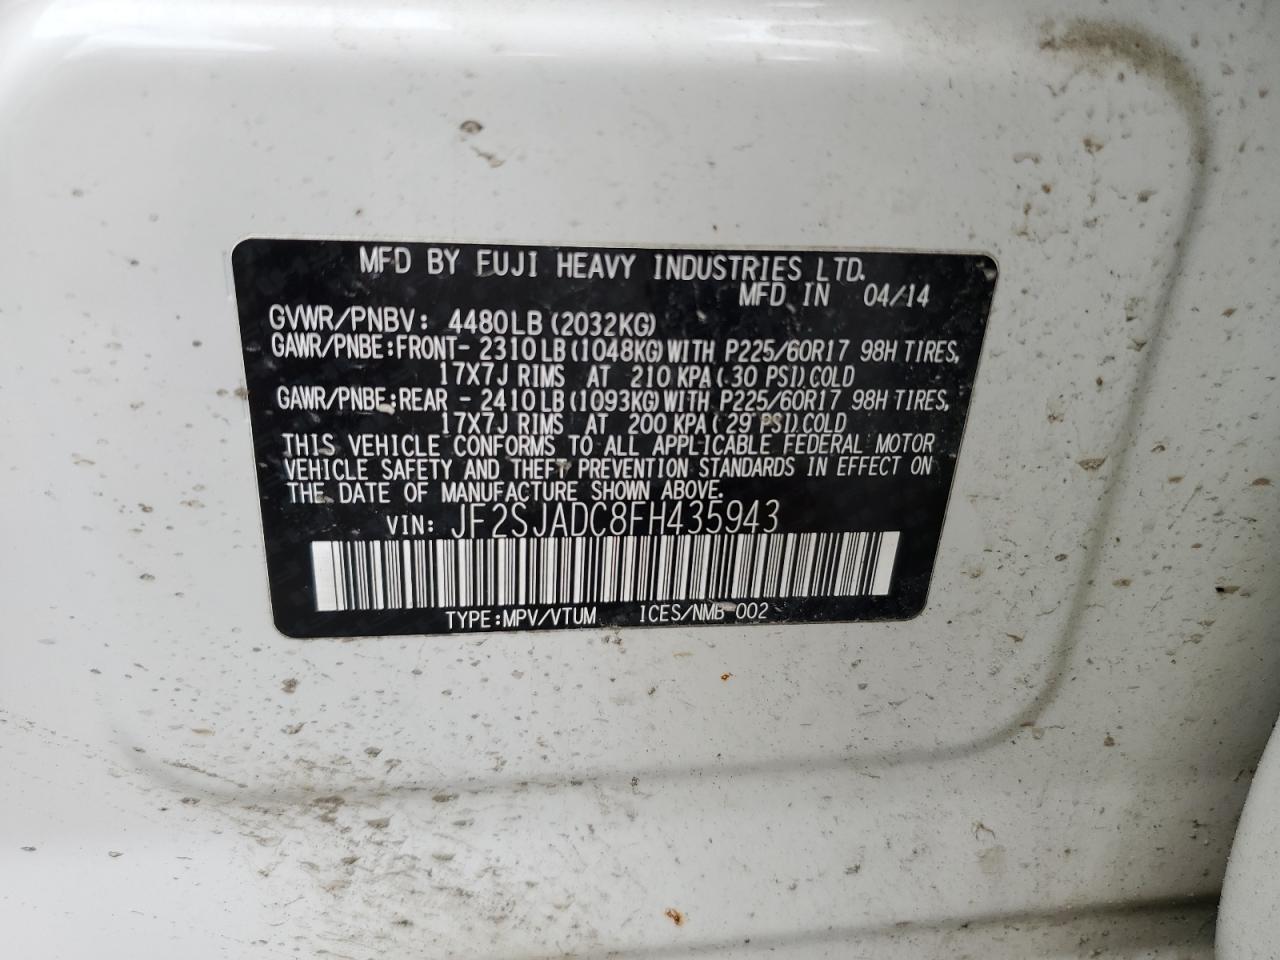 MFD BY FUJI HEAVY INDUSTRIES LTD.
MFD IN 04/14
GVWR/PNBV: 4480LB (2032KG)
GAWR/PNBE:FRONT- 2310LB(1048KG)WITH P225/60R17 98H TIRES,
17X7J RIMS AT 210 KPA( 30 PSI)COLD
GAWR/PNBE:REAR - 2410LB(1093KG)WITH P225/60R17 98H TIRES,
17X7J RIMS AT 200 KPA( 29 PSI)COLD
THIS VEHICLE CONFORMS TO ALL APPLICABLE FEDERAL MOTOR
VEHICLE SAFETY AND THEFT PREVENTION STANDARDS IN EFFECT ON
THE DATE OF MANUFACTURE SHOWN ABOVE.
VIN: JF2SJADC8FH435943
TYPE:MPV/VTUM ICES/NMB-002